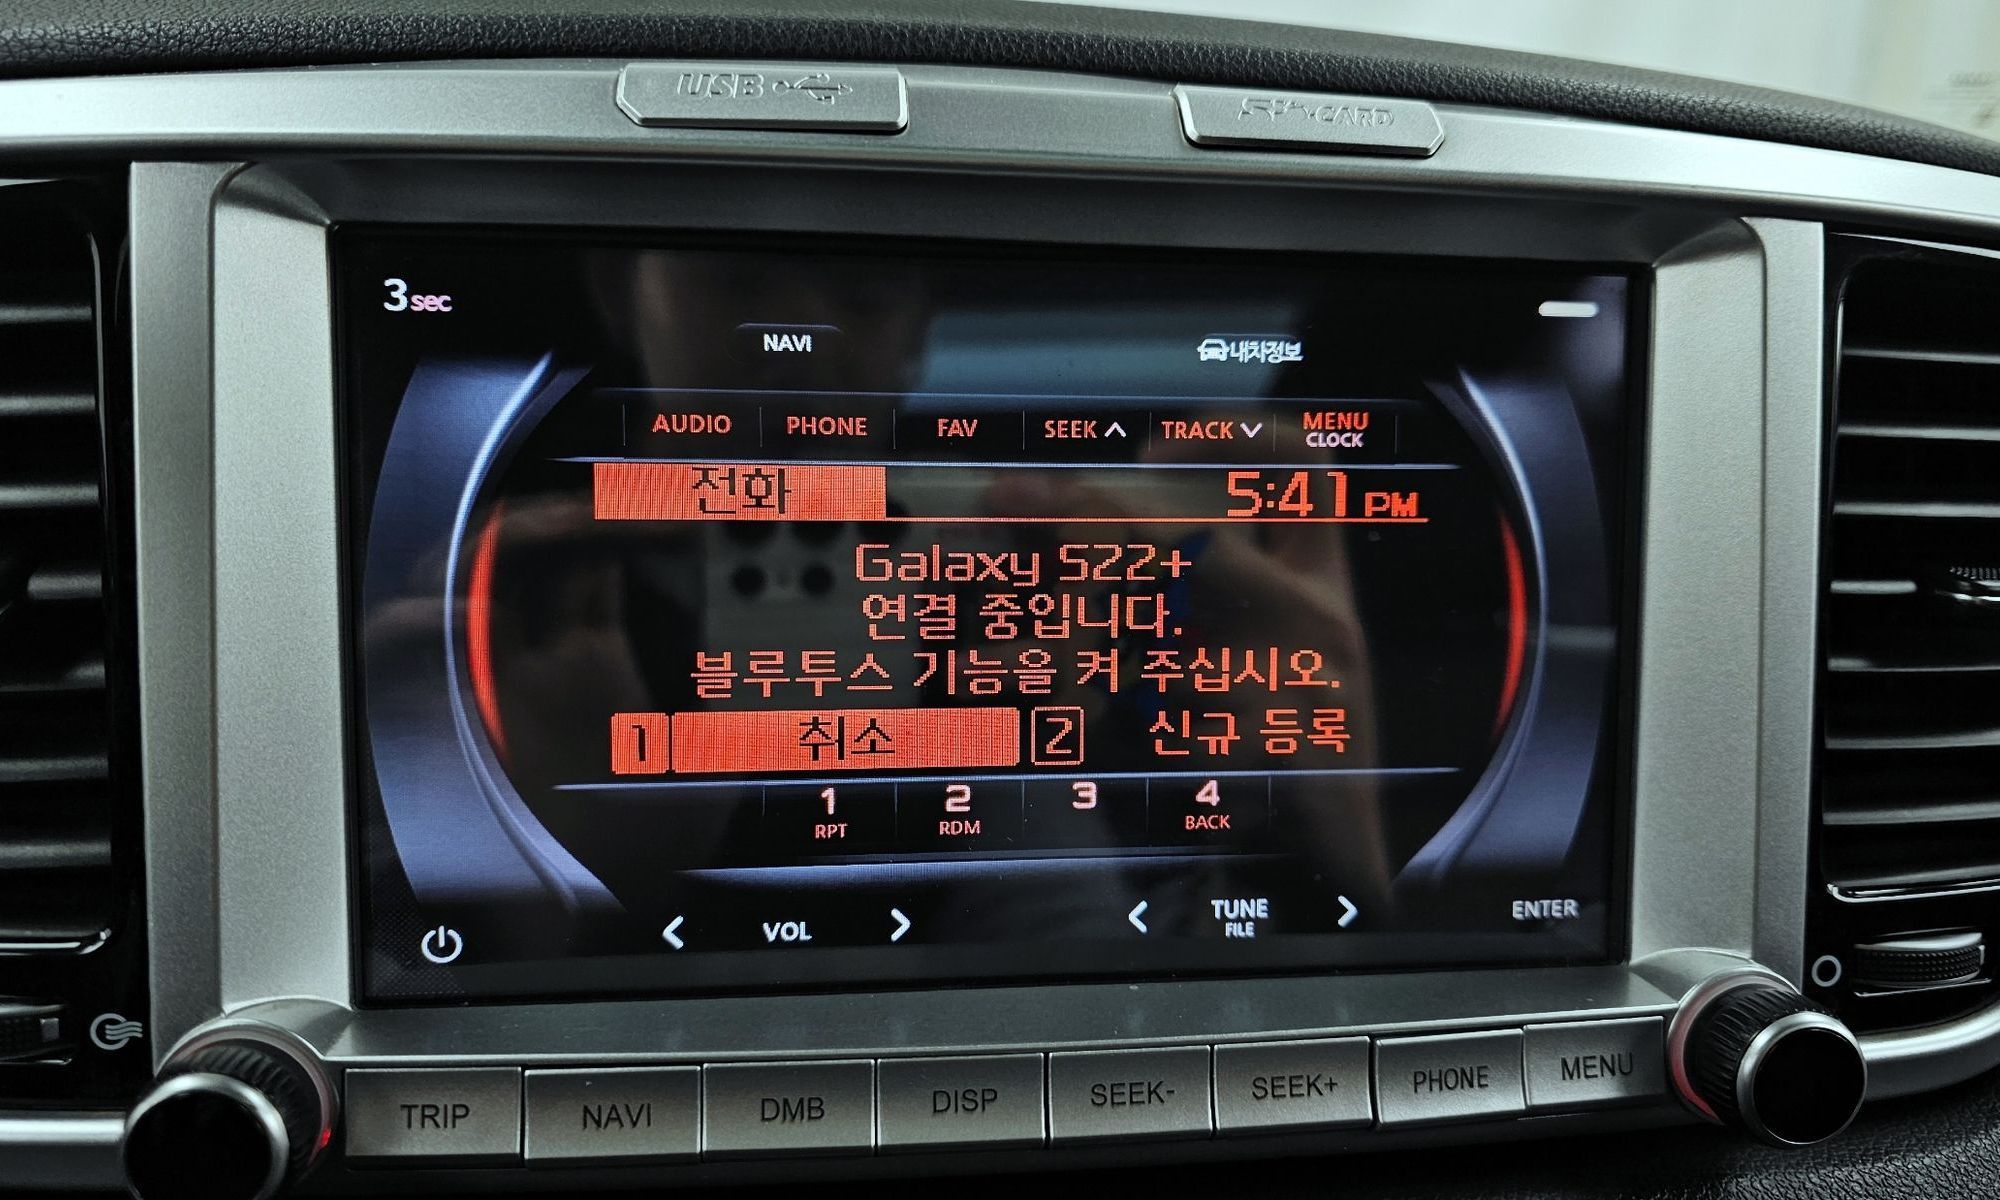 USB
CARD
3sec
NAVI
내차정보
AUDIO PHONE FAV SEEK TRACK MENU
CLOCK
전화 5:41 PM
Galaxy S22+
연결 중입니다.
블루투스 기능을 켜 주십시오.
1 취소 2 신규 등록
1 2 3 4
RPT RDM BACK
VOL TUNE ENTER
FILE
TRIP NAVI DMB DISP SEEK- SEEK+ PHONE MENU